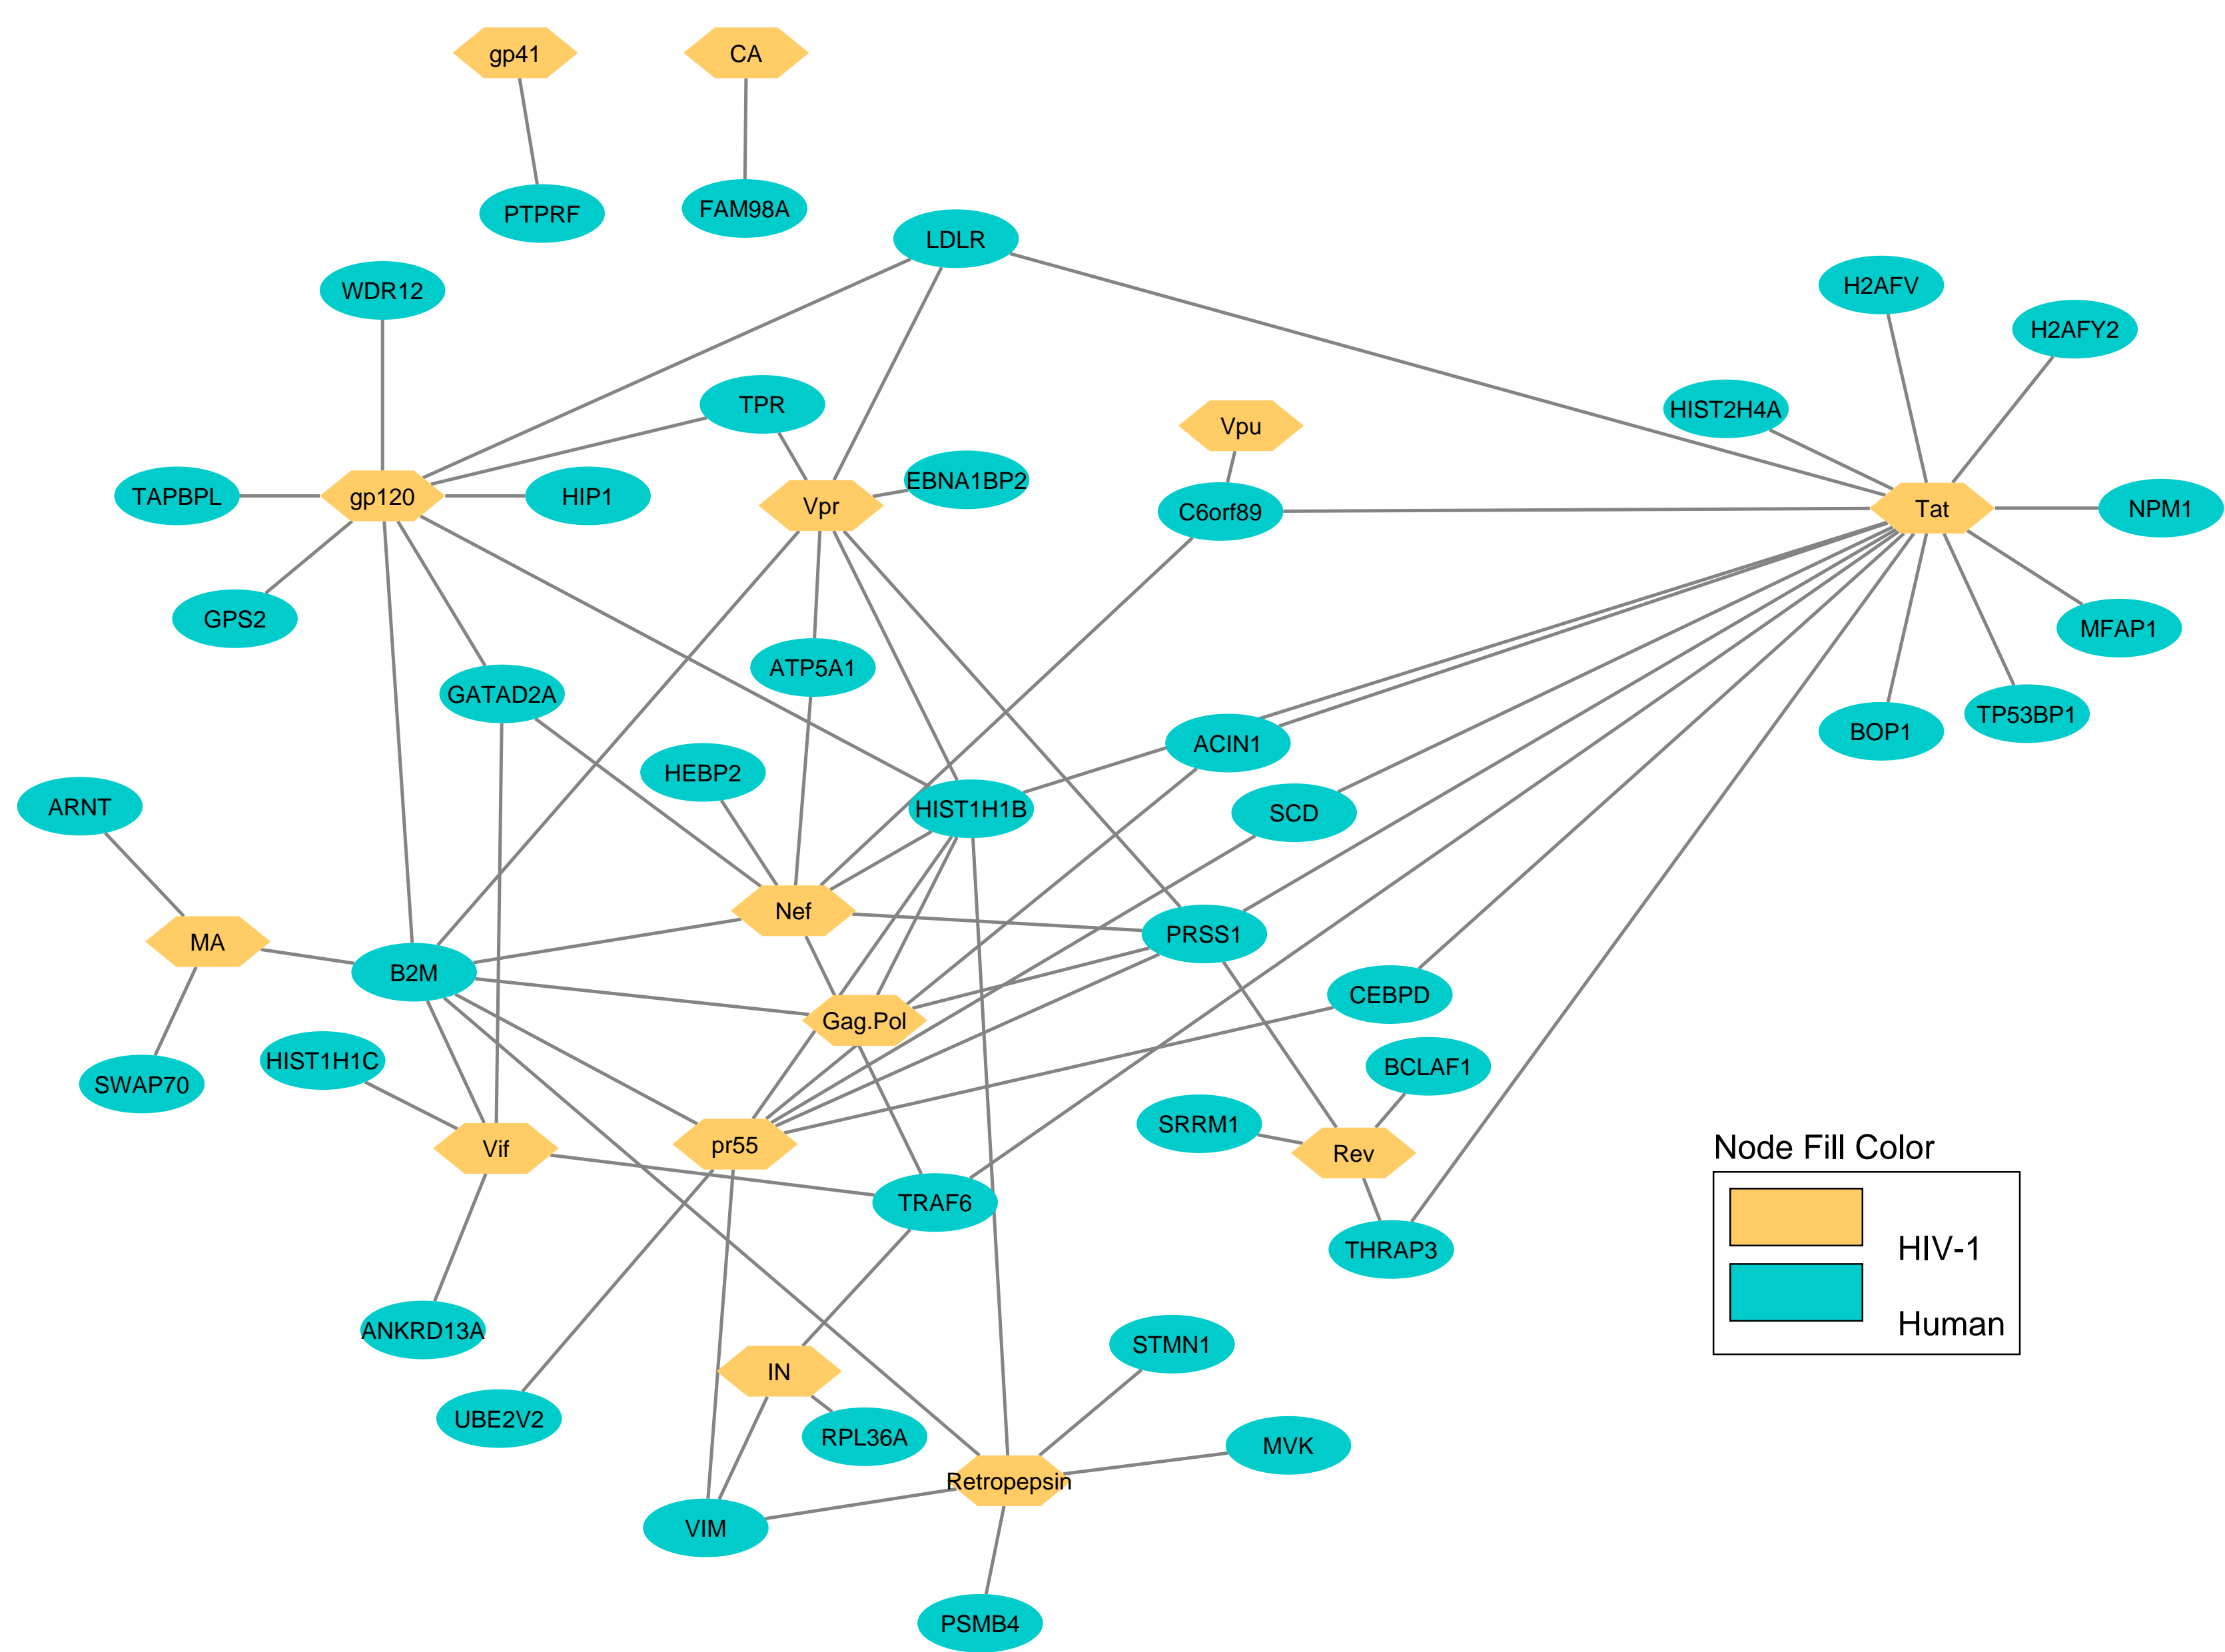 gp41
CA
PTPRF
FAM98A
LDLR
WDR12
H2AFV
H2AFY2
TPR
HIST2H4A
Vpu
EBNA1BP2
TAPBPL
gp120
HIP1
Vpr
C6orf89
Tat
NPM1
GPS2
MFAP1
ATP5A1
GATAD2A
TP53BP1
BOP1
ACIN1
HEBP2
ARNT
HIST1H1B
SCD
Nef
MA
PRSS1
B2M
CEBPD
Gag.Pol
HIST1H1C
BCLAF1
SWAP70
SRRM1
Vif
pr55
Rev
Node Fill Color
TRAF6
THRAP3
HIV-1
Human
ANKRD13A
STMN1
IN
UBE2V2
RPL36A
MVK
Retropepsin
VIM
PSMB4